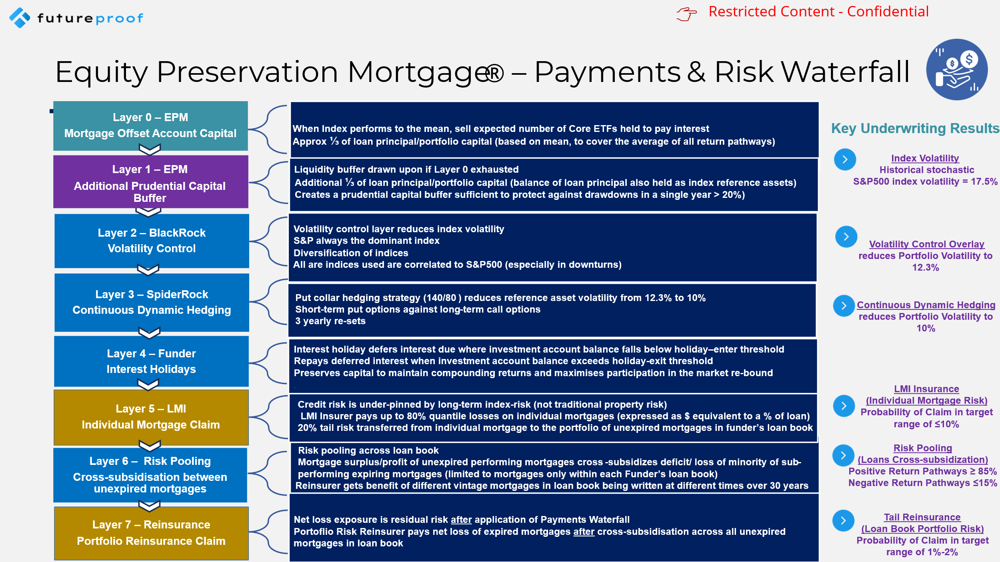 futureproof
Restricted Content - Confidential
Equity Preservation Mortgage® – Payments & Risk Waterfall
Layer 0 – EPM
Mortgage Offset Account Capital
When Index performs to the mean, sell expected number of Core ETFs held to pay interest
Approx ⅓ of loan principal/portfolio capital (based on mean, to cover the average of all return pathways)
Layer 1 – EPM
Additional Prudential Capital
Buffer
Liquidity buffer drawn upon if Layer 0 exhausted
Additional ⅓ of loan principal/portfolio capital (balance of loan principal also held as index reference assets)
Creates a prudential capital buffer sufficient to protect against drawdowns in a single year > 20%)
Layer 2 – BlackRock
Volatility Control
Volatility control layer reduces index volatility
S&P always the dominant index
Diversification of indices
All are indices used are correlated to S&P500 (especially in downturns)
Layer 3 – SpiderRock
Continuous Dynamic Hedging
Put collar hedging strategy (140/80 ) reduces reference asset volatility from 12.3% to 10%
Short-term put options against long-term call options
3 yearly re-sets
Layer 4 – Funder
Interest Holidays
Interest holiday defers interest due where investment account balance falls below holiday–enter threshold
Repays deferred interest when investment account balance exceeds holiday-exit threshold
Preserves capital to maintain compounding returns and maximises participation in the market re-bound
.
Layer 5 – LMI
Individual Mortgage Claim
Credit risk is under-pinned by long-term index-risk (not traditional property risk)
LMI Insurer pays up to 80% quantile losses on individual mortgages (expressed as $ equivalent to a % of loan)
20% tail risk transferred from individual mortgage to the portfolio of unexpired mortgages in funder’s loan book
Layer 6 – Risk Pooling
Cross-subsidisation between
unexpired mortgages
Risk pooling across loan book
Mortgage surplus/profit of unexpired performing mortgages cross-subsidizes deficit/ loss of minority of sub-
performing expiring mortgages (limited to mortgages only within each Funder’s loan book)
Reinsurer gets benefit of different vintage mortgages in loan book being written at different times over 30 years
Layer 7 – Reinsurance
Portfolio Reinsurance Claim
Net loss exposure is residual risk after application of Payments Waterfall
Portoflio Risk Reinsurer pays net loss of expired mortgages after cross-subsidisation across all unexpired
mortgages in loan book
Key Underwriting Results
Index Volatility
Historical stochastic
S&P500 index volatility = 17.5%
Volatility Control Overlay
reduces Portfolio Volatility to
12.3%
Continuous Dynamic Hedging
reduces Portfolio Volatility to
10%
LMI Insurance
(Individual Mortgage Risk)
Probability of Claim in target
range of ≤10%
Risk Pooling
(Loans Cross-subsidization)
Positive Return Pathways ≥ 85%
Negative Return Pathways ≤15%
Tail Reinsurance
(Loan Book Portfolio Risk)
Probability of Claim in target
range of 1%-2%